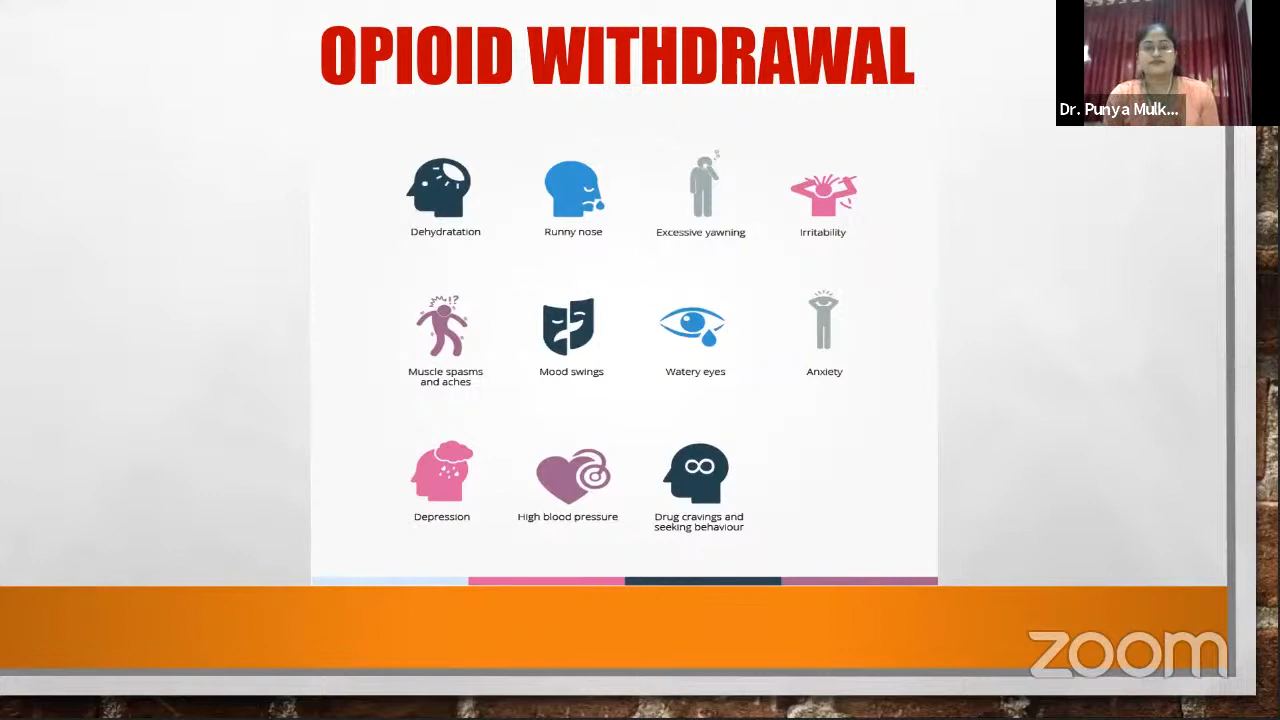 OPIOID WITHDRAWAL
Dr. Punya Mulk...
Dehydratation
Runny nose
Excessive yawning
Irritability
!?
Muscle spasms
and aches
Mood swings
Watery eyes
Anxiety
Depression
High blood pressure
Drug cravings and
seeking behaviour
zoom